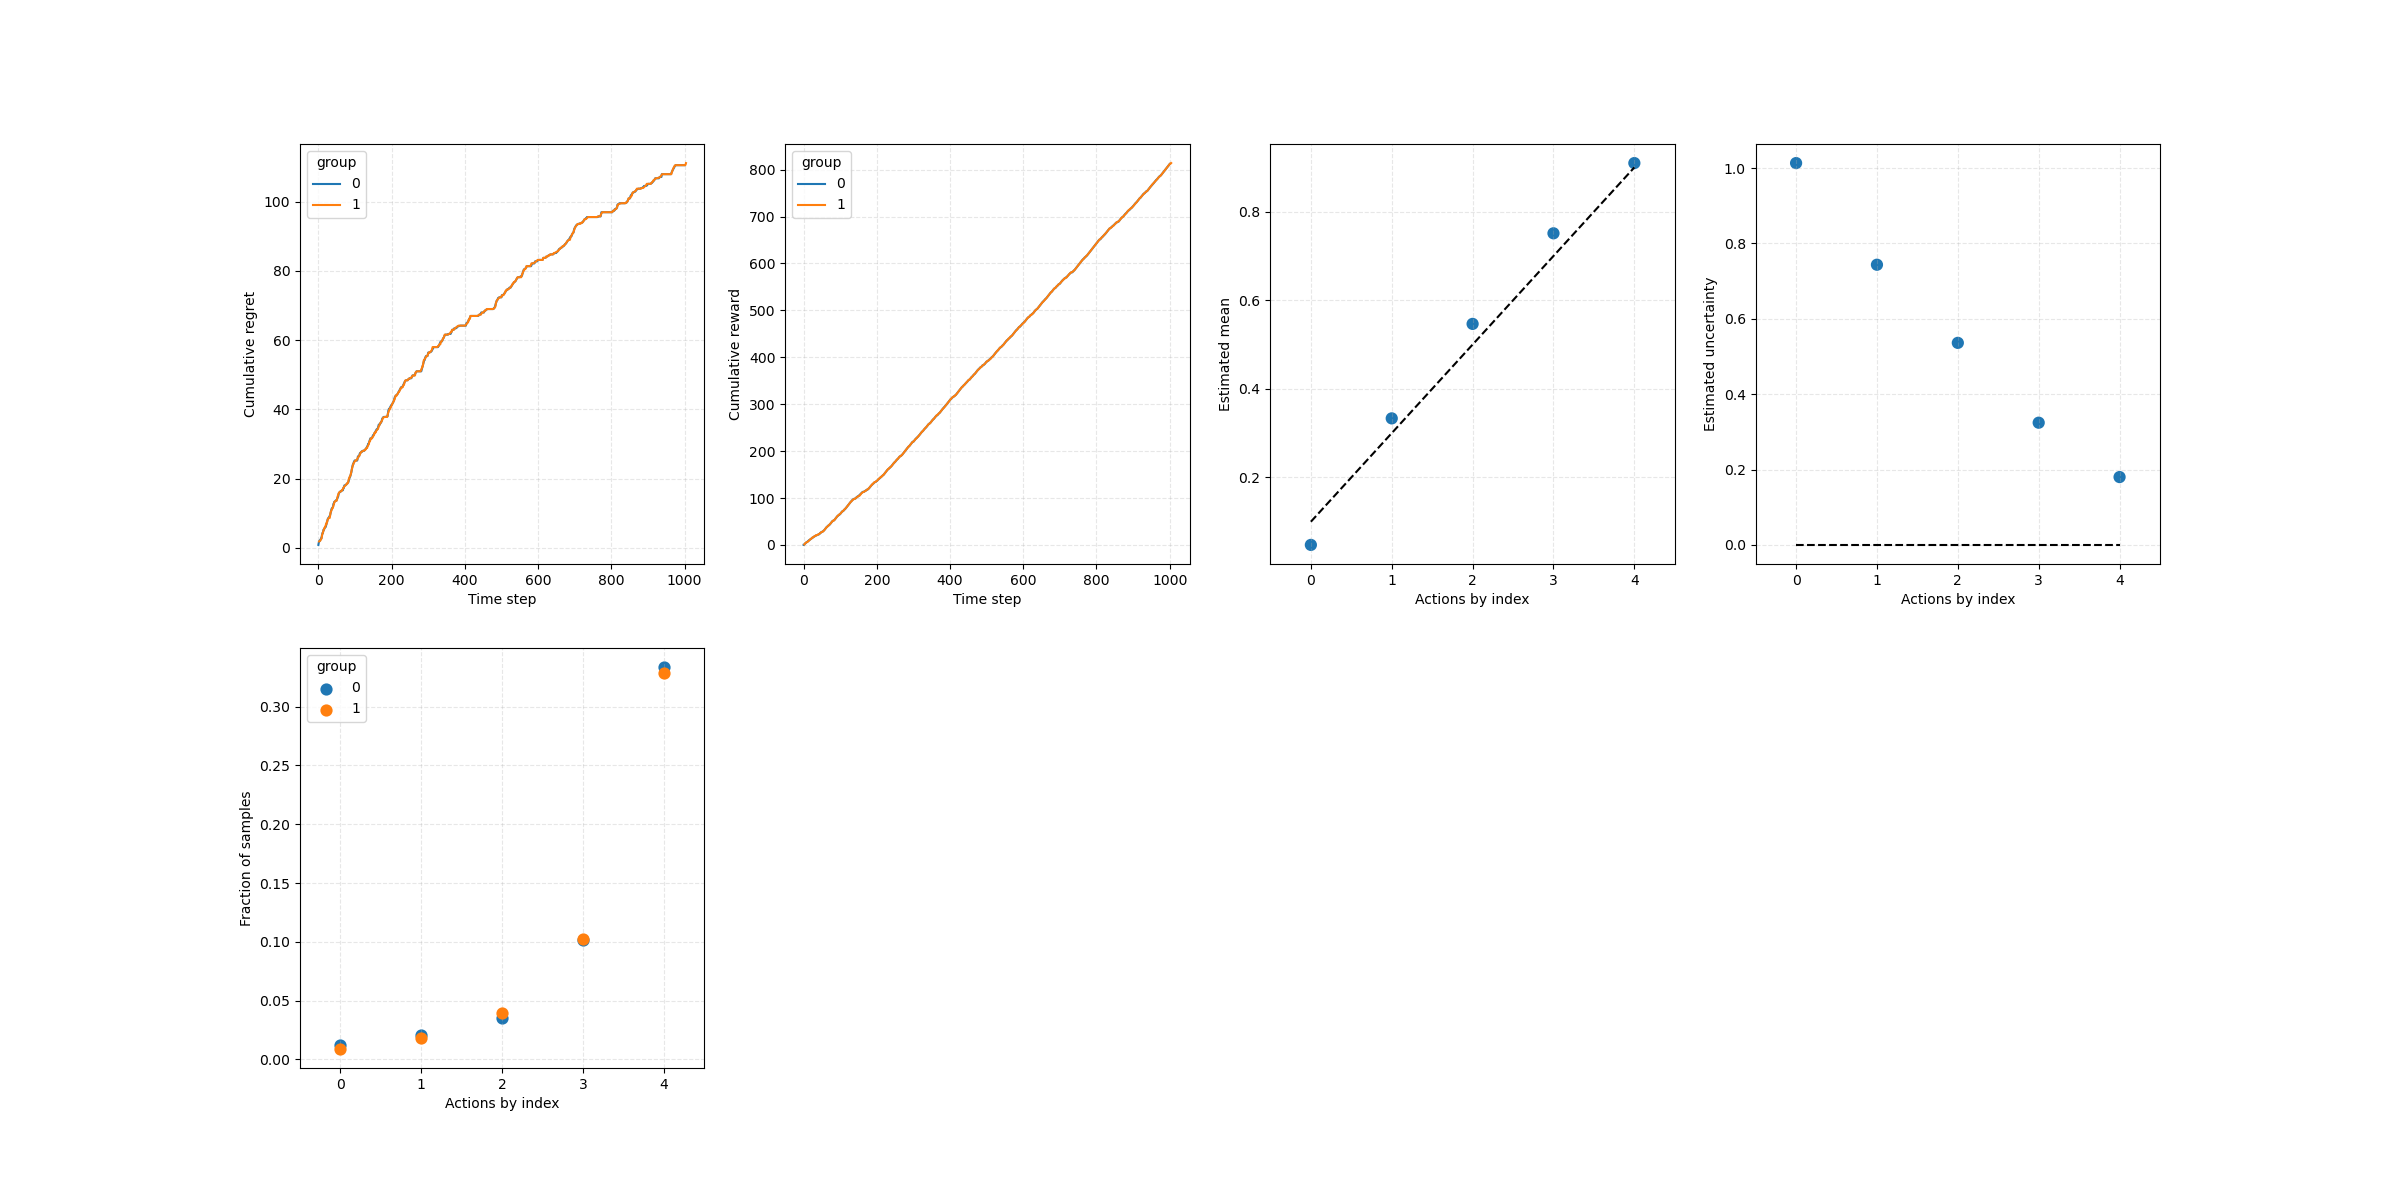 group
0
1
100
80
60
40
20
0
Cumulative regret
0 200 400 600 800 1000
Time step
group
0
1
800
700
600
500
400
300
200
100
0
Cumulative reward
0 200 400 600 800 1000
Time step
0.8
0.6
0.4
0.2
Estimated mean
0 1 2 3 4
Actions by index
1.0
0.8
0.6
0.4
0.2
0.0
Estimated uncertainty
0 1 2 3 4
Actions by index
group
0
1
0.30
0.25
0.20
0.15
0.10
0.05
0.00
Fraction of samples
0 1 2 3 4
Actions by index